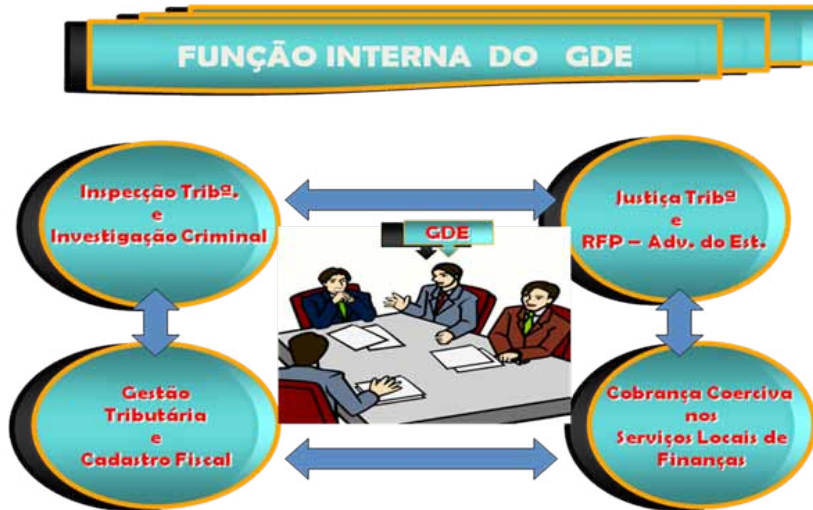 FUNÇÃO INTERNA DO GDE
Inspecção Tribª.
e
Investigação Criminal
Justiça Tribª
e
RFP – Adv. do Est.
GDE
Gestão
Tributária
e
Cadastro Fiscal
Cobrança Coerciva
nos
Serviços Locais de
Finanças